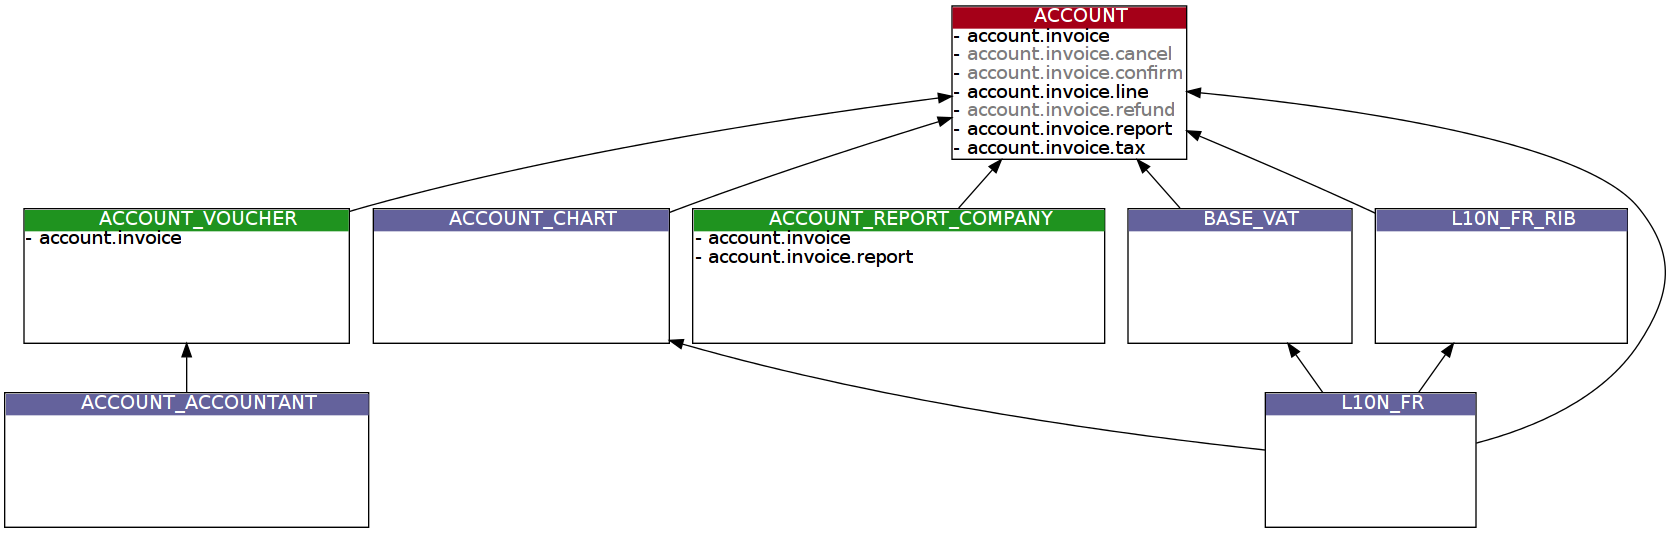 ACCOUNT
- account.invoice
- account.invoice.cancel
- account.invoice.confirm
- account.invoice.line
- account.invoice.refund
- account.invoice.report
- account.invoice.tax
ACCOUNT_VOUCHER
- account.invoice
ACCOUNT_CHART
ACCOUNT_REPORT_COMPANY
- account.invoice
- account.invoice.report
BASE_VAT
L10N_FR_RIB
ACCOUNT_ACCOUNTANT
L10N_FR